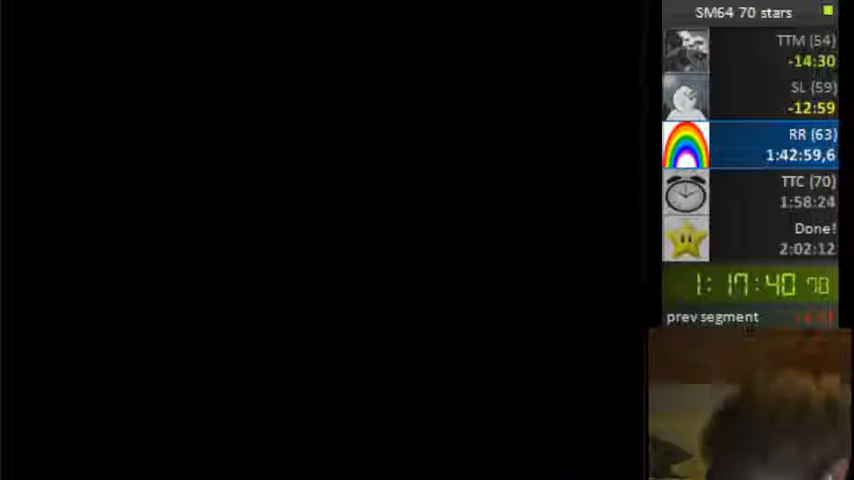 SM64 70 stars
TTM (54)
-14:30
SL (59)
-12:59
RR (63)
1:42:59,6
TTC (70)
1:58:24
Done!
2:02:12
1:17:40 78
prev segment